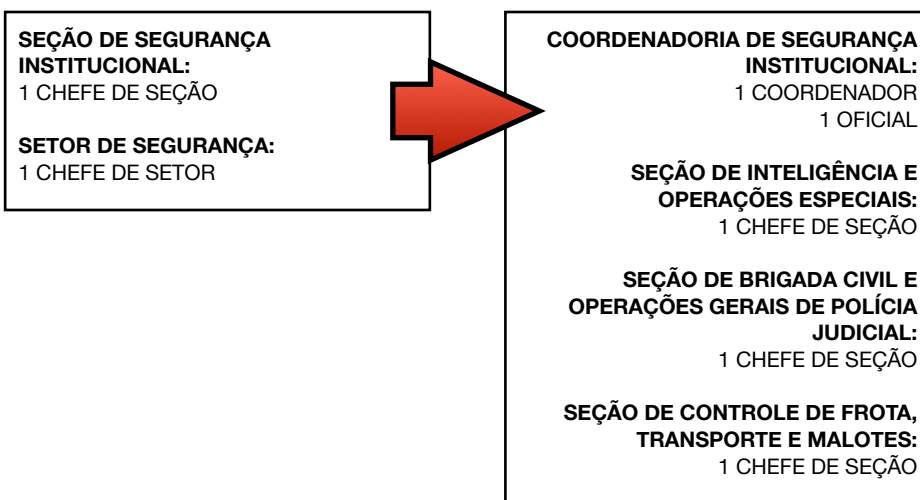 SEÇÃO DE SEGURANÇA
INSTITUCIONAL:
1 CHEFE DE SEÇÃO
SETOR DE SEGURANÇA:
1 CHEFE DE SETOR
COORDENADORIA DE SEGURANÇA
INSTITUCIONAL:
1 COORDENADOR
1 OFICIAL
SEÇÃO DE INTELIGÊNCIA E
OPERAÇÕES ESPECIAIS:
1 CHEFE DE SEÇÃO
SEÇÃO DE BRIGADA CIVIL E
OPERAÇÕES GERAIS DE POLÍCIA
JUDICIAL:
1 CHEFE DE SEÇÃO
SEÇÃO DE CONTROLE DE FROTA,
TRANSPORTE E MALOTES:
1 CHEFE DE SEÇÃO